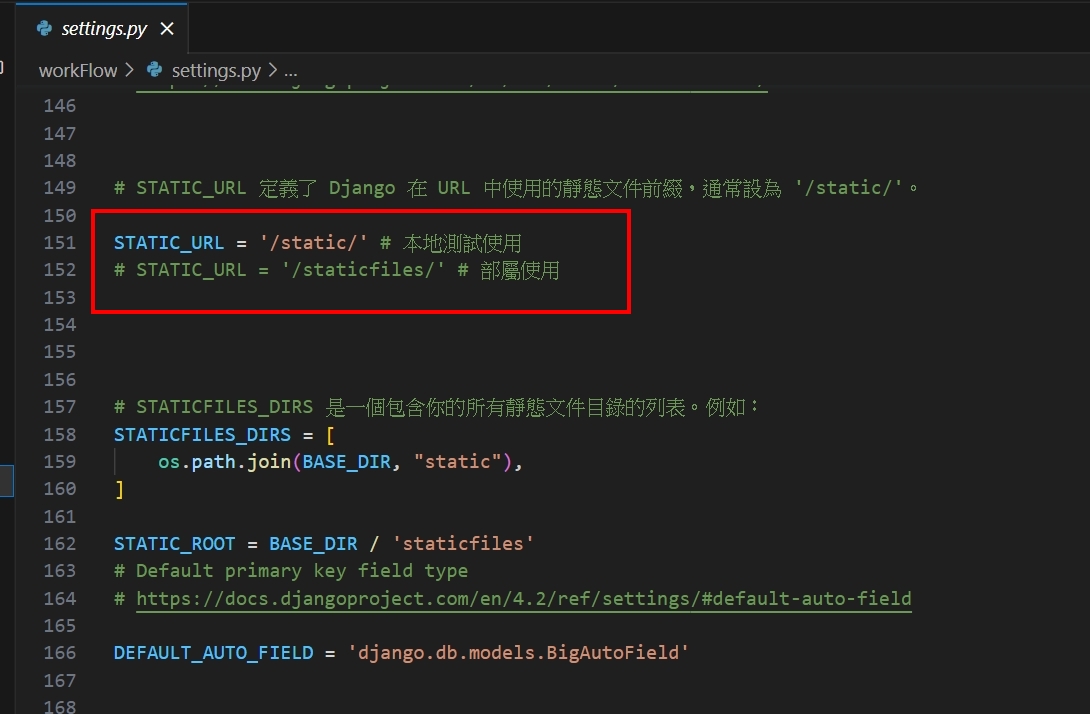 settings.py
workFlow > settings.py > ...
146
147
148
149 # STATIC_URL 定義了 Django 在 URL 中使用的靜態文件前綴，通常設為 '/static/'。
150
151 STATIC_URL = '/static/' # 本地測試使用
152 # STATIC_URL = '/staticfiles/' # 部屬使用
153
154
155
156
157 # STATICFILES_DIRS 是一個包含你的所有靜態文件目錄的列表。例如：
158 STATICFILES_DIRS = [
159     os.path.join(BASE_DIR, "static"),
160 ]
161
162 STATIC_ROOT = BASE_DIR / 'staticfiles'
163 # Default primary key field type
164 # https://docs.djangoproject.com/en/4.2/ref/settings/#default-auto-field
165
166 DEFAULT_AUTO_FIELD = 'django.db.models.BigAutoField'
167
168